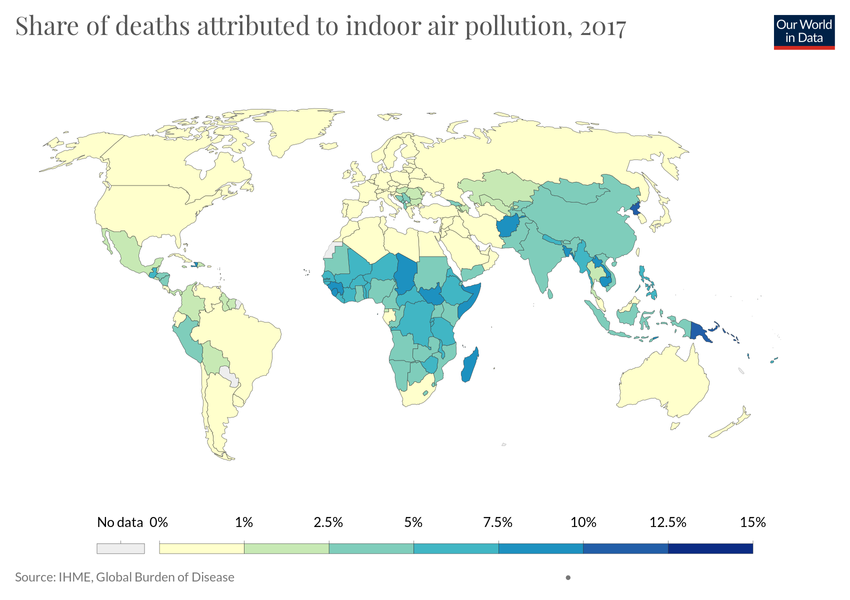 Share of deaths attributed to indoor air pollution, 2017
Our World
in Data
No data 0% 1% 2.5% 5% 7.5% 10% 12.5% 15%
Source: IHME, Global Burden of Disease